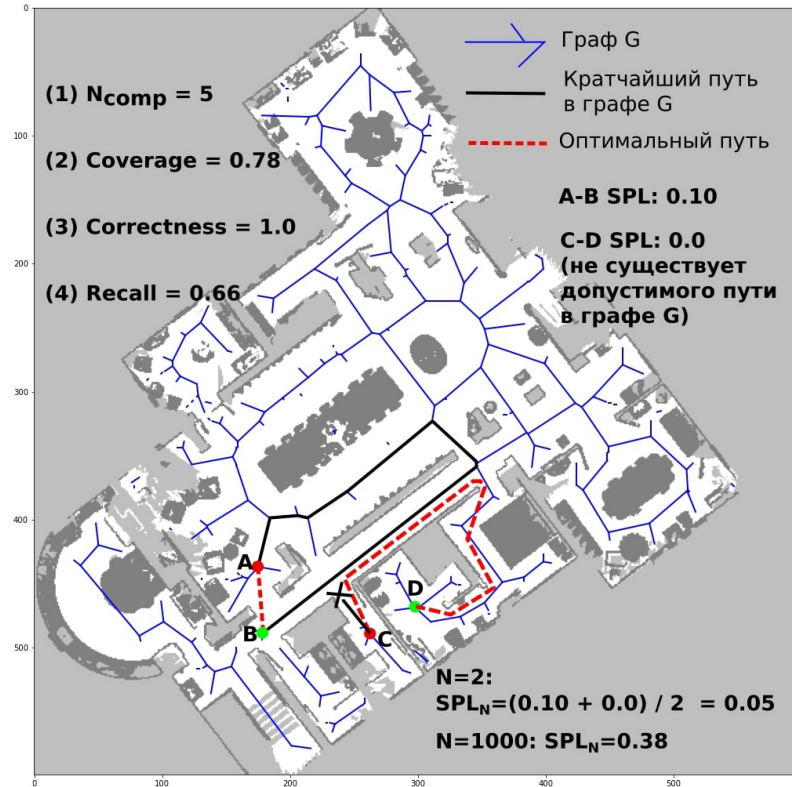 (1) Ncomp = 5
(2) Coverage = 0.78
(3) Correctness = 1.0
(4) Recall = 0.66
Граф G
Кратчайший путь
в графе G
Оптимальный путь
A-B SPL: 0.10
C-D SPL: 0.0
(не существует
допустимого пути
в графе G)
A
B
C
D
N=2:
SPLN=(0.10 + 0.0) / 2 = 0.05
N=1000: SPLN=0.38
0
100
200
300
400
500
0
100
200
300
400
500